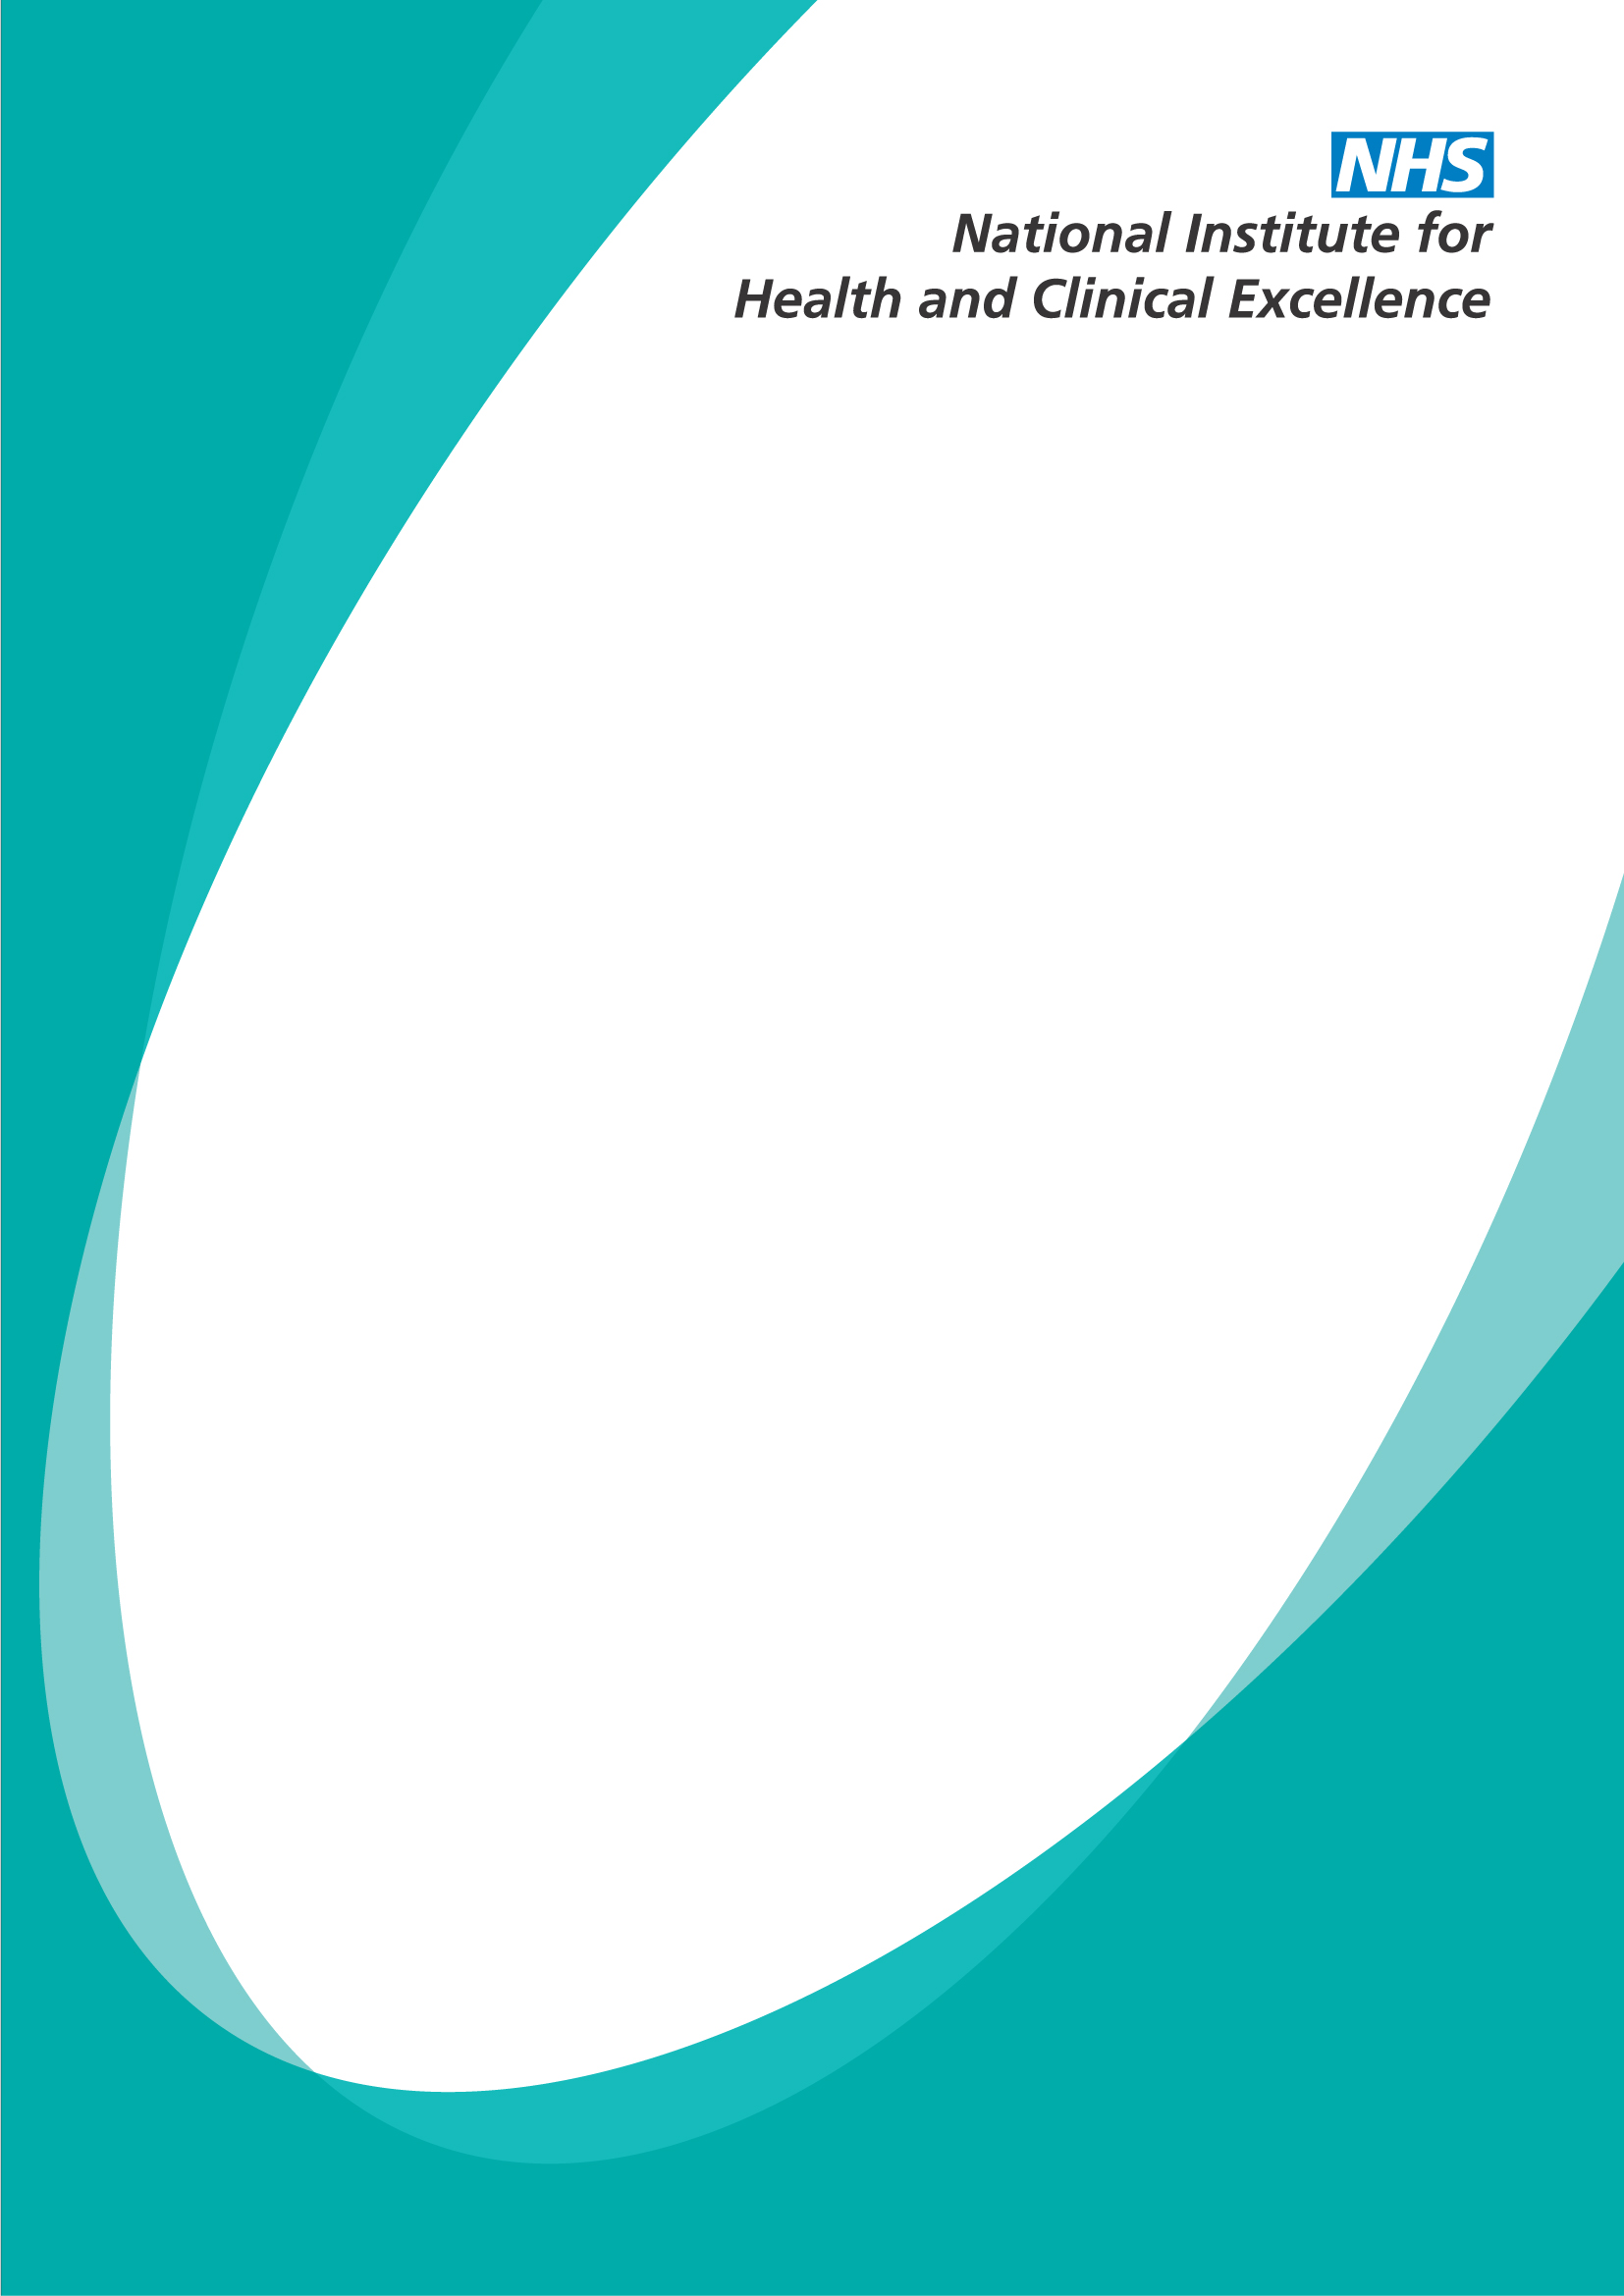 NHS
National Institute for
Health and Clinical Excellence